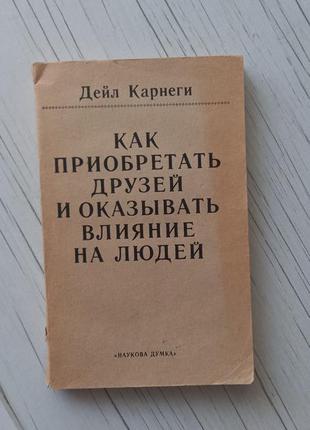 Дейл Карнеги
КАК
ПРИОБРЕТАТЬ
ДРУЗЕЙ
И ОКАЗЫВАТЬ
ВЛИЯНИЕ
НА ЛЮДЕЙ
«НАУКОВА ДУМКА»